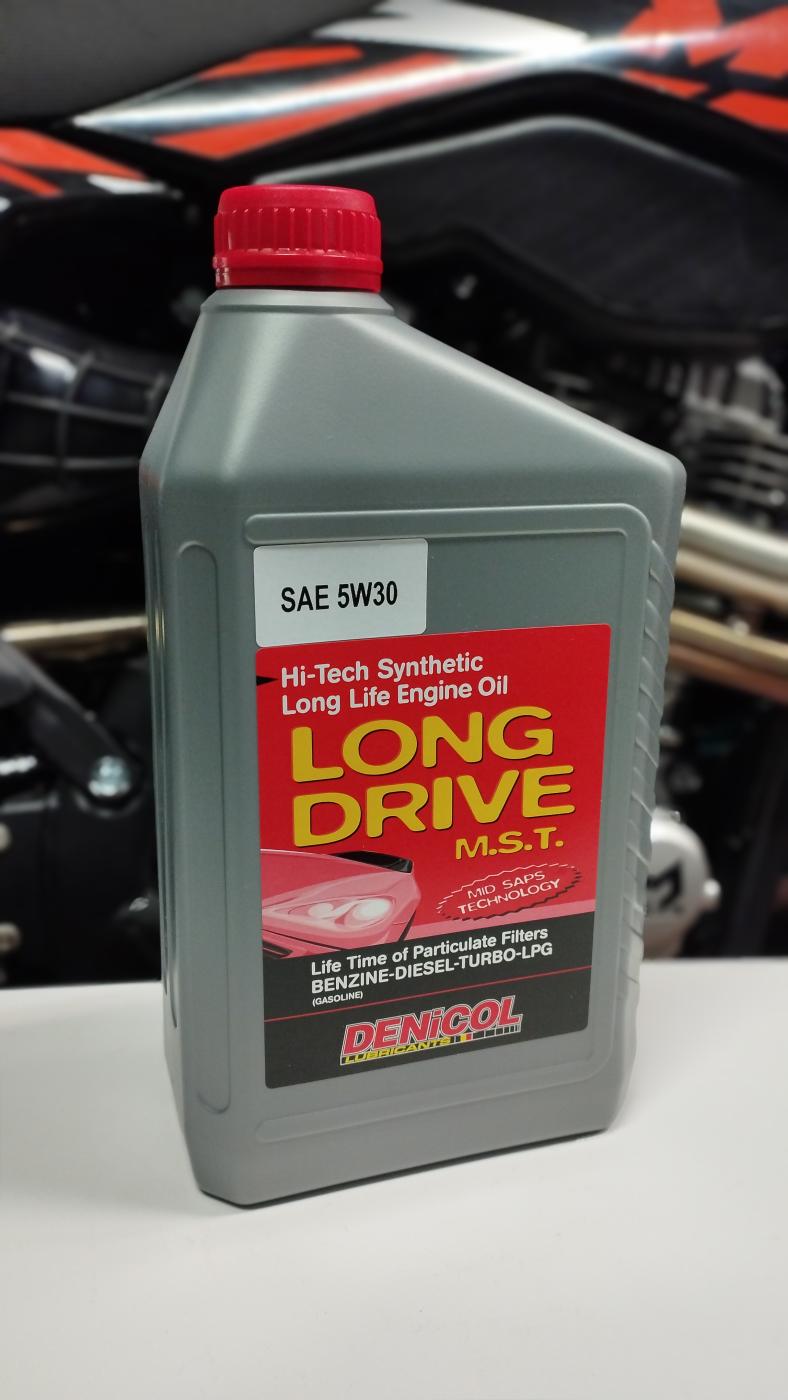 SAE 5W30
Hi-Tech Synthetic
Long Life Engine Oil
LONG
DRIVE
M.S.T.
MID SAPS
TECHNOLOGY
Life Time of Particulate Filters
BENZINE-DIESEL-TURBO-LPG
(GASOLINE)
DENiCOL
LUBRICANTS